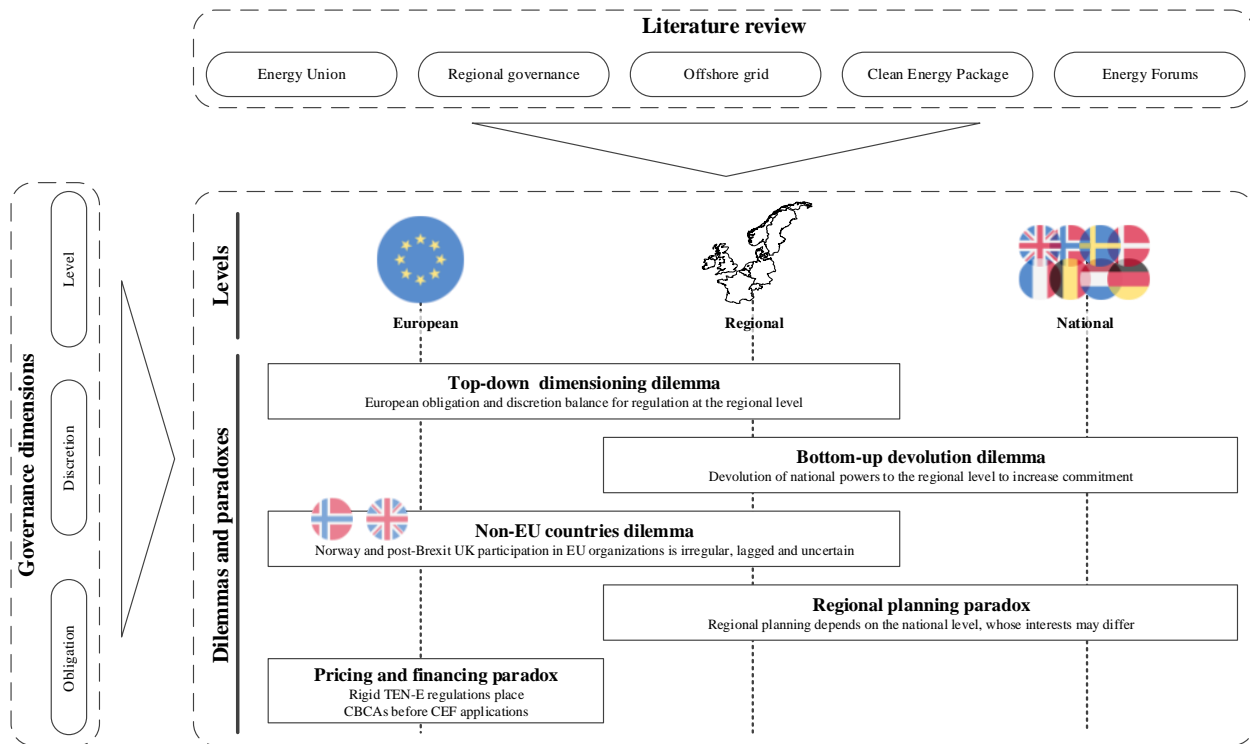 Literature review
Energy Union
Regional governance
Offshore grid
Clean Energy Package
Energy Forums
Governance dimensions
Level
Discretion
Obligation
Levels
European
Regional
National
Dilemmas and paradoxes
Top-down dimensioning dilemma
European obligation and discretion balance for regulation at the regional level
Bottom-up devolution dilemma
Devolution of national powers to the regional level to increase commitment
Non-EU countries dilemma
Norway and post-Brexit UK participation in EU organizations is irregular, lagged and uncertain
Regional planning paradox
Regional planning depends on the national level, whose interests may differ
Pricing and financing paradox
Rigid TEN-E regulations place
CBCAs before CEF applications